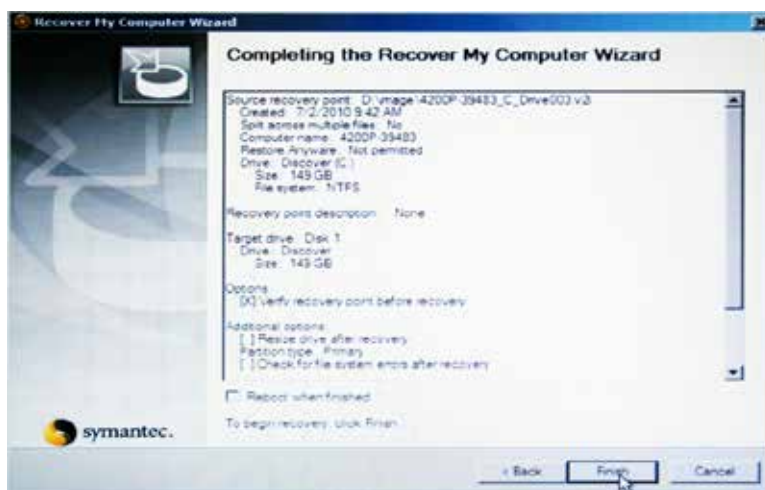 Recover My Computer Wizard
Completing the Recover My Computer Wizard
Source recovery point: D:\image\4200P-39483_C_Drive003.v2i
Created: 7/2/2010 9:42 AM
Split across multiple files: No
Computer name: 4200P-39483
Restore Anyware: Not permitted
Drive: Discover (C:)
Size: 149 GB
File system: NTFS
Recovery point description: None
Target drive: Disk 1
Drive: Discover
Size: 149 GB
Options
[X] Verify recovery point before recovery
Additional options:
[ ] Resize drive after recovery
Partition type: Primary
[ ] Check for file system errors after recovery
Reboot when finished
To begin recovery, click Finish
symantec.
< Back
Finish
Cancel